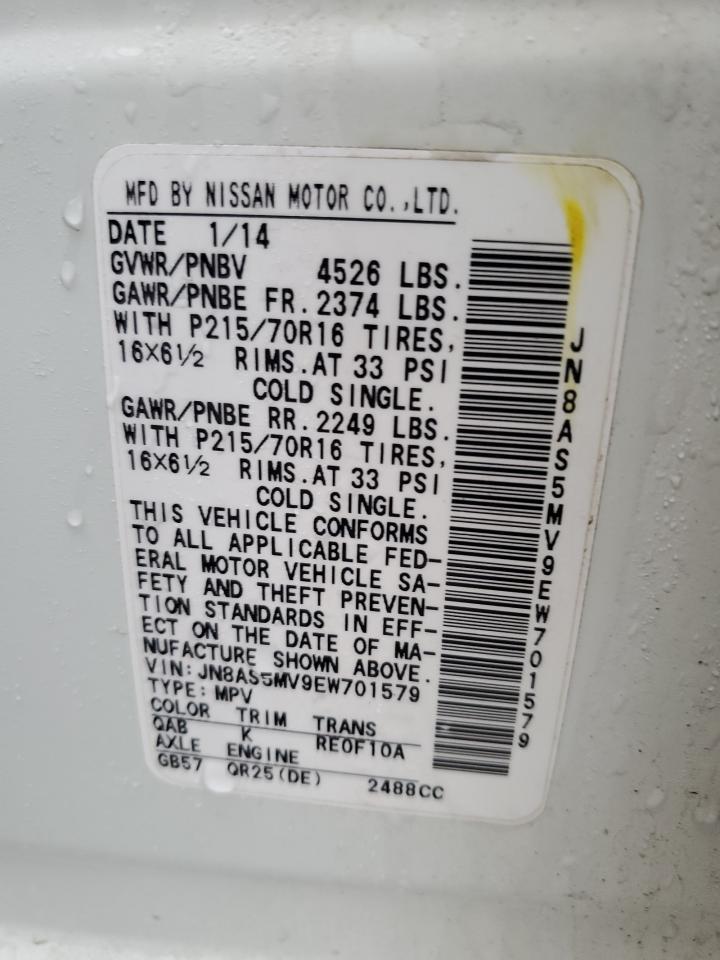 MFD BY NISSAN MOTOR CO.,LTD.
DATE 1/14
GVWR/PNBV 4526 LBS.
GAWR/PNBE FR. 2374 LBS.
WITH P215/70R16 TIRES,
16X6½ RIMS.AT 33 PSI
COLD SINGLE.
GAWR/PNBE RR. 2249 LBS.
WITH P215/70R16 TIRES,
16X6½ RIMS.AT 33 PSI
COLD SINGLE.
THIS VEHICLE CONFORMS
TO ALL APPLICABLE FED-
ERAL MOTOR VEHICLE SA-
FETY AND THEFT PREVEN-
TION STANDARDS IN EFF-
ECT ON THE DATE OF MA-
NUFACTURE SHOWN ABOVE.
VIN:JN8AS5MV9EW701579
TYPE:MPV
COLOR TRIM TRANS
QAB K RE0F10A
AXLE ENGINE
GB57 QR25(DE) 2488CC
JN8AS5MV9EW701579